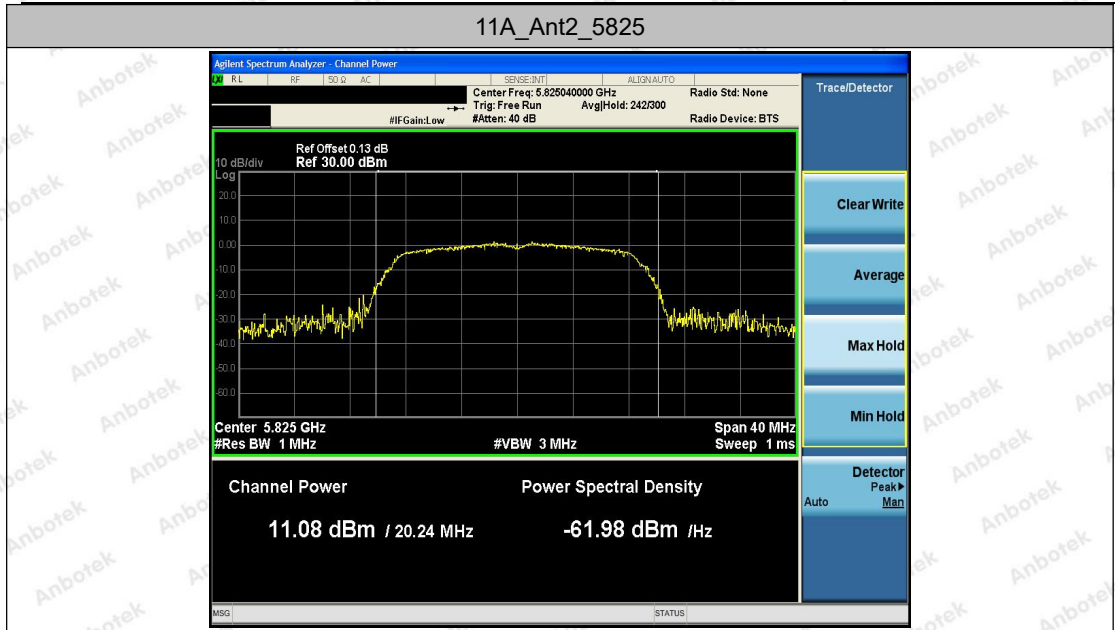 11A_Ant2_5825
Agilent Spectrum Analyzer - Channel Power
LXI RL RF 50 Ω AC SENSE:INT ALIGNAUTO
Center Freq: 5.825040000 GHz Radio Std: None
Trig: Free Run Avg|Hold: 242/300
#IFGain:Low #Atten: 40 dB Radio Device: BTS
Ref Offset 0.13 dB
10 dB/div Ref 30.00 dBm
Log
20.0
10.0
0.00
-10.0
-20.0
-30.0
-40.0
-50.0
-60.0
Center 5.825 GHz Span 40 MHz
#Res BW 1 MHz #VBW 3 MHz Sweep 1 ms
Channel Power Power Spectral Density
11.08 dBm / 20.24 MHz -61.98 dBm /Hz
MSG STATUS
Trace/Detector
Clear Write
Average
Max Hold
Min Hold
Detector
Peak▶
Auto Man
Anbotek